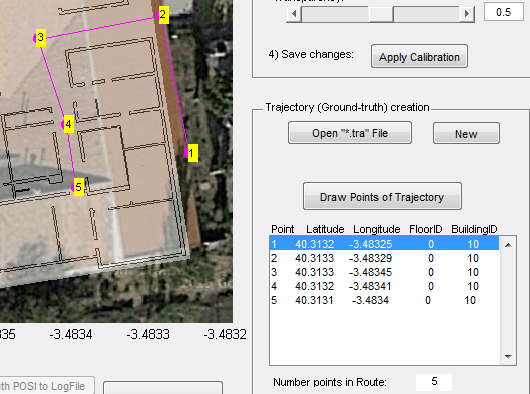 Transparency:
0.5
4) Save changes:
Apply Calibration
Trajectory (Ground-truth) creation
Open "*.tra" File
New
Draw Points of Trajectory
Point Latitude Longitude FloorID BuildingID
1 40.3132 -3.48325 0 10
2 40.3133 -3.48329 0 10
3 40.3133 -3.48345 0 10
4 40.3132 -3.48341 0 10
5 40.3131 -3.4834 0 10
Number points in Route: 5
2
3
4
1
5
835 -3.4834 -3.4833 -3.4832
uth POSI to LogFile